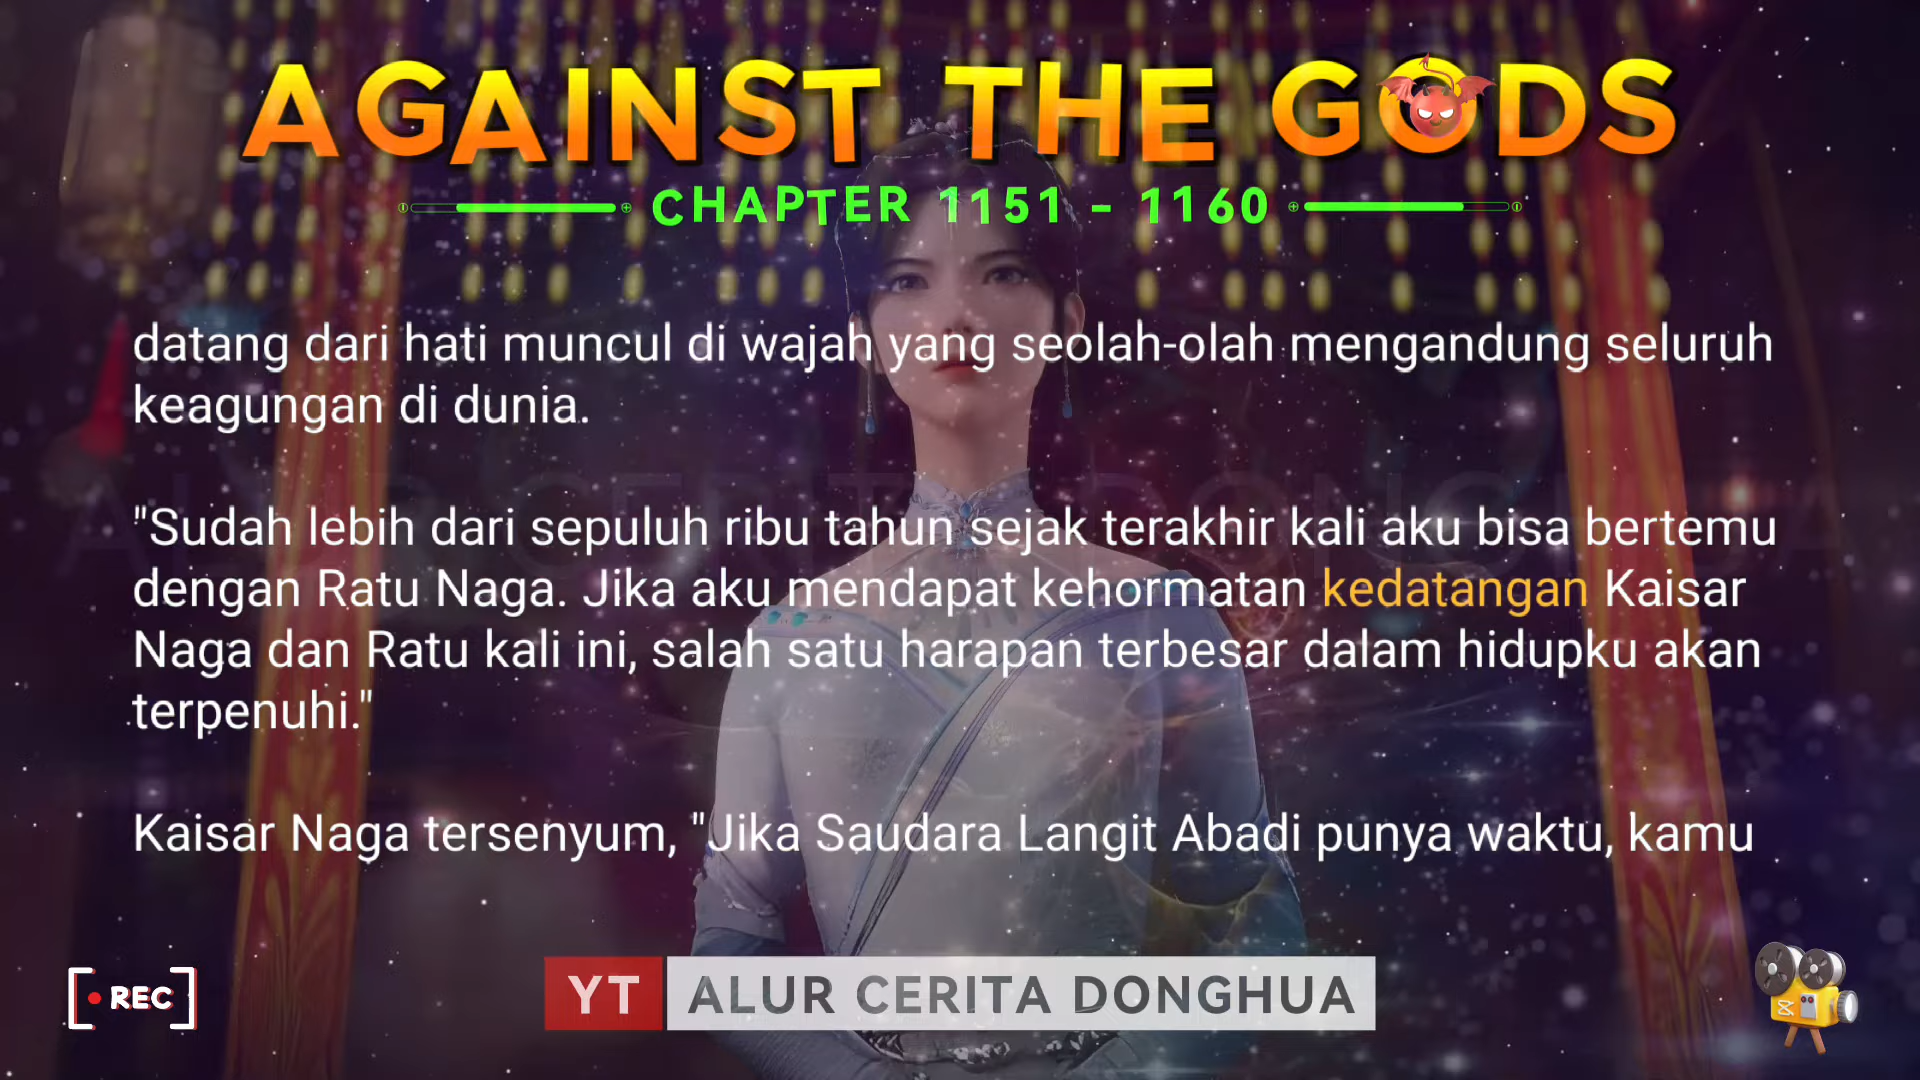 AGAINST THE GODS
CHAPTER 1151 - 1160
datang dari hati muncul di wajah yang seolah-olah mengandung seluruh
keagungan di dunia.
"Sudah lebih dari sepuluh ribu tahun sejak terakhir kali aku bisa bertemu
dengan Ratu Naga. Jika aku mendapat kehormatan kedatangan Kaisar
Naga dan Ratu kali ini, salah satu harapan terbesar dalam hidupku akan
terpenuhi."
Kaisar Naga tersenyum, "Jika Saudara Langit Abadi punya waktu, kamu
REC
YT ALUR CERITA DONGHUA